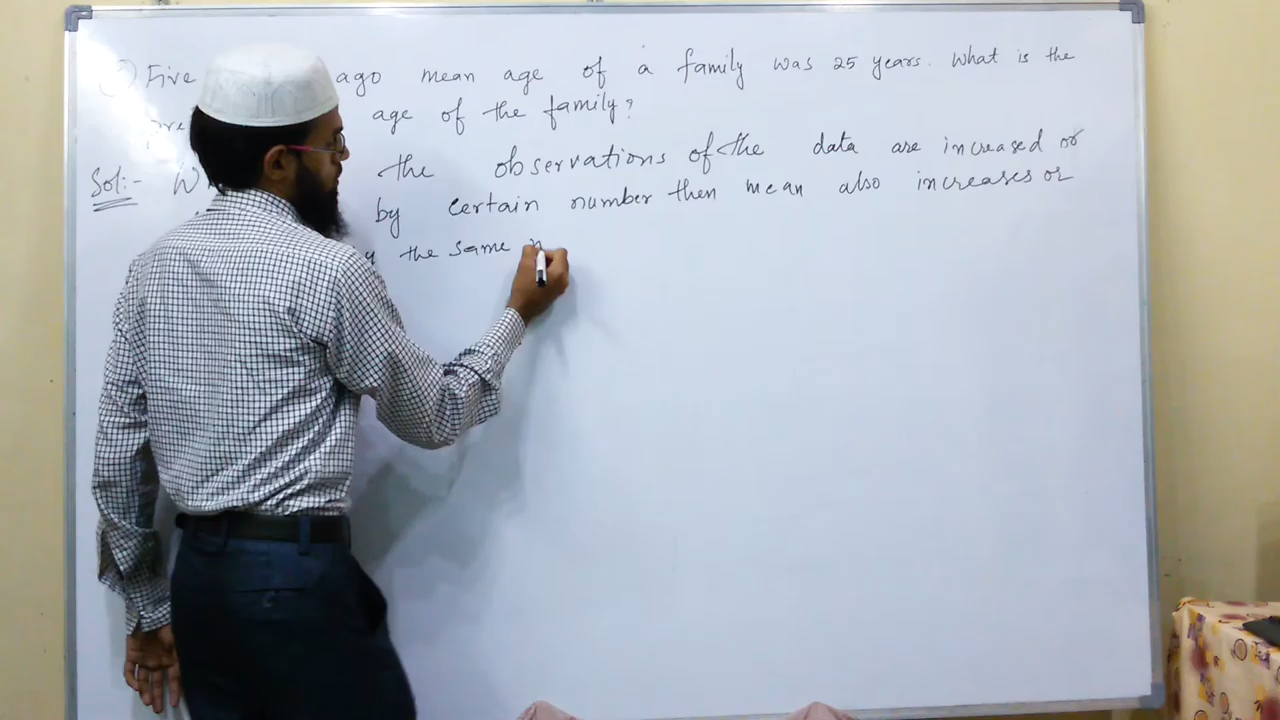 Five ago mean age of a family was 25 years. What is the
age of the family?
Sol:- the observations of the data are increased or
by certain number then mean also increases or
the same